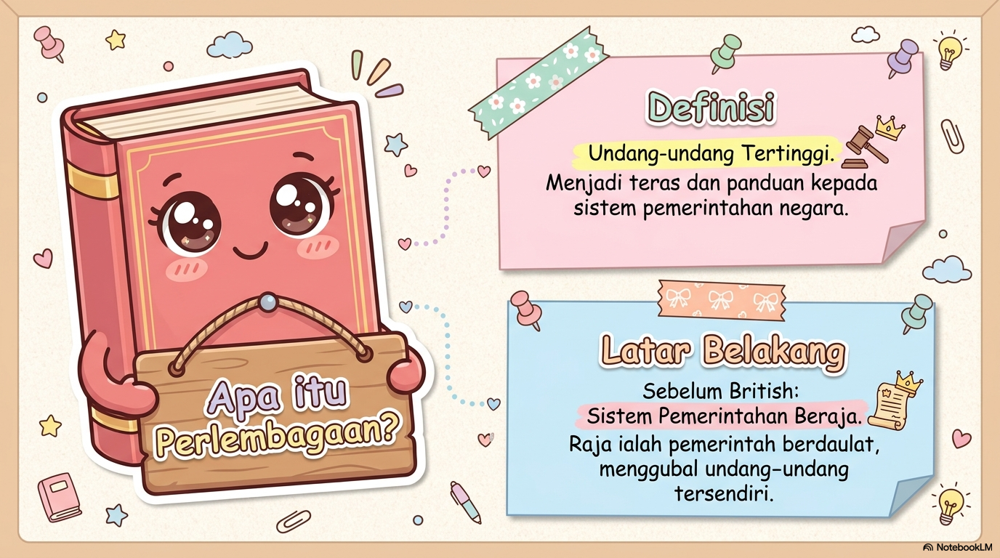 Apa itu
Perlembagaan?
Definisi
Undang-undang Tertinggi.
Menjadi teras dan panduan kepada
sistem pemerintahan negara.
Latar Belakang
Sebelum British:
Sistem Pemerintahan Beraja.
Raja ialah pemerintah berdaulat,
menggubal undang-undang
tersendiri.
NotebookLM